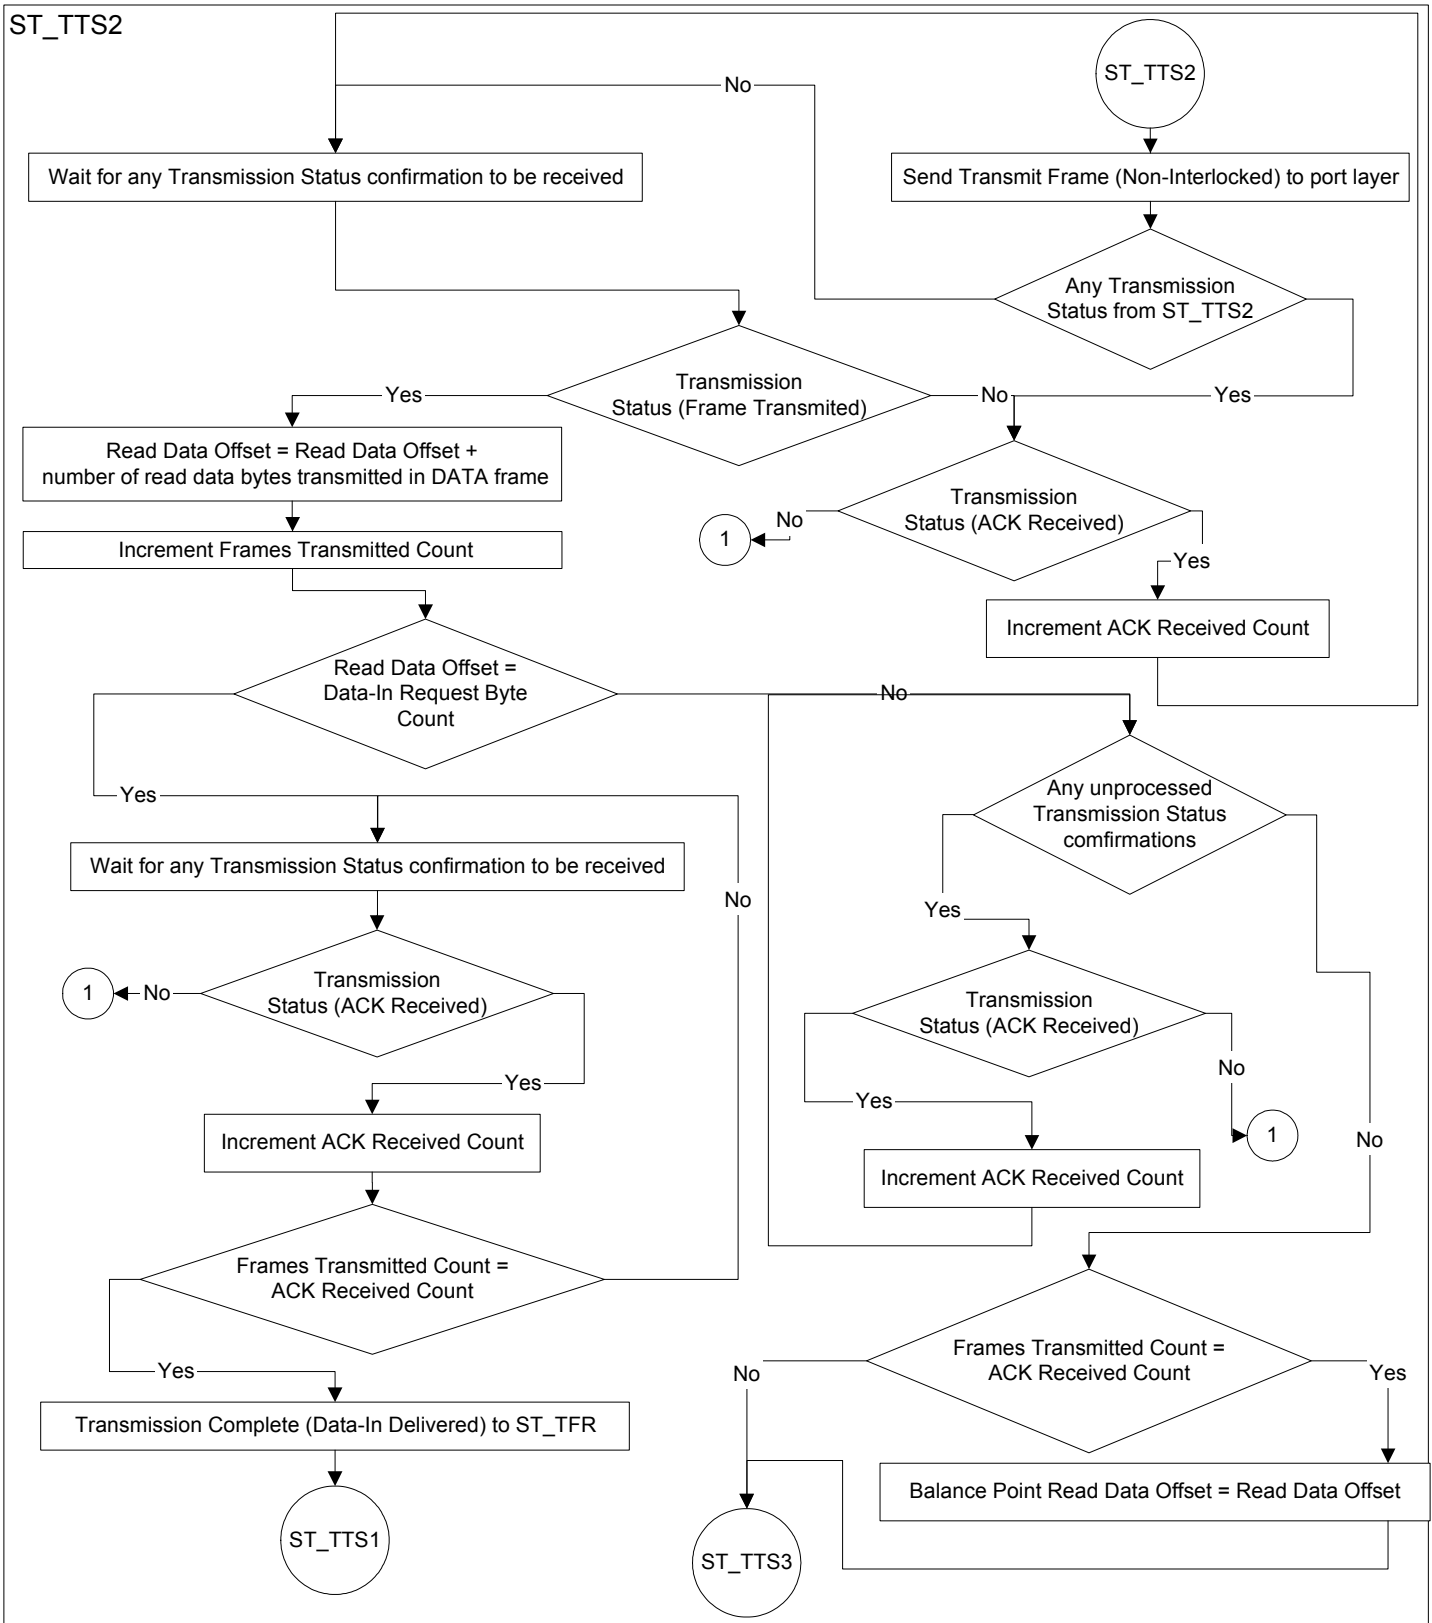 ST_TTS2
ST_TTS2
No
Wait for any Transmission Status confirmation to be received
Send Transmit Frame (Non-Interlocked) to port layer
Any Transmission
Status from ST_TTS2
Transmission
Status (Frame Transmited)
Yes
No
Yes
Read Data Offset = Read Data Offset +
number of read data bytes transmitted in DATA frame
Transmission
Status (ACK Received)
No
1
Increment Frames Transmitted Count
Yes
Increment ACK Received Count
Read Data Offset =
Data-In Request Byte
Count
No
Yes
Any unprocessed
Transmission Status
comfirmations
Wait for any Transmission Status confirmation to be received
No
Yes
Transmission
Status (ACK Received)
No
1
Transmission
Status (ACK Received)
No
Yes
Yes
1
No
Increment ACK Received Count
Increment ACK Received Count
Frames Transmitted Count =
ACK Received Count
Frames Transmitted Count =
ACK Received Count
Yes
No
Yes
Transmission Complete (Data-In Delivered) to ST_TFR
Balance Point Read Data Offset = Read Data Offset
ST_TTS1
ST_TTS3